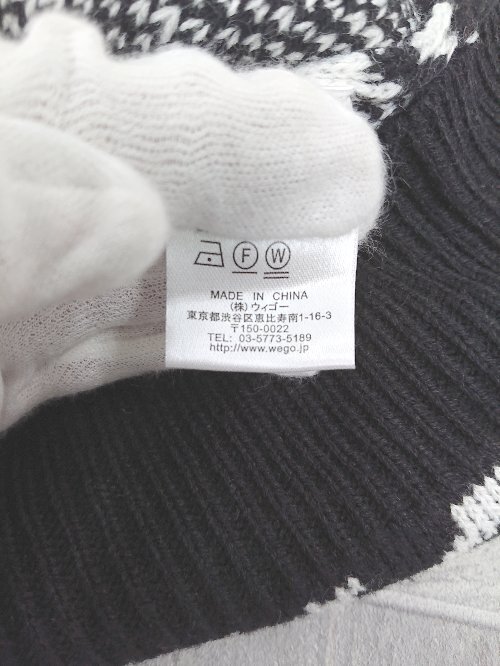 F W
MADE IN CHINA
(株)ウィゴー
東京都渋谷区恵比寿南1-16-3
〒150-0022
TEL: 03-5773-5189
http://www.wego.jp